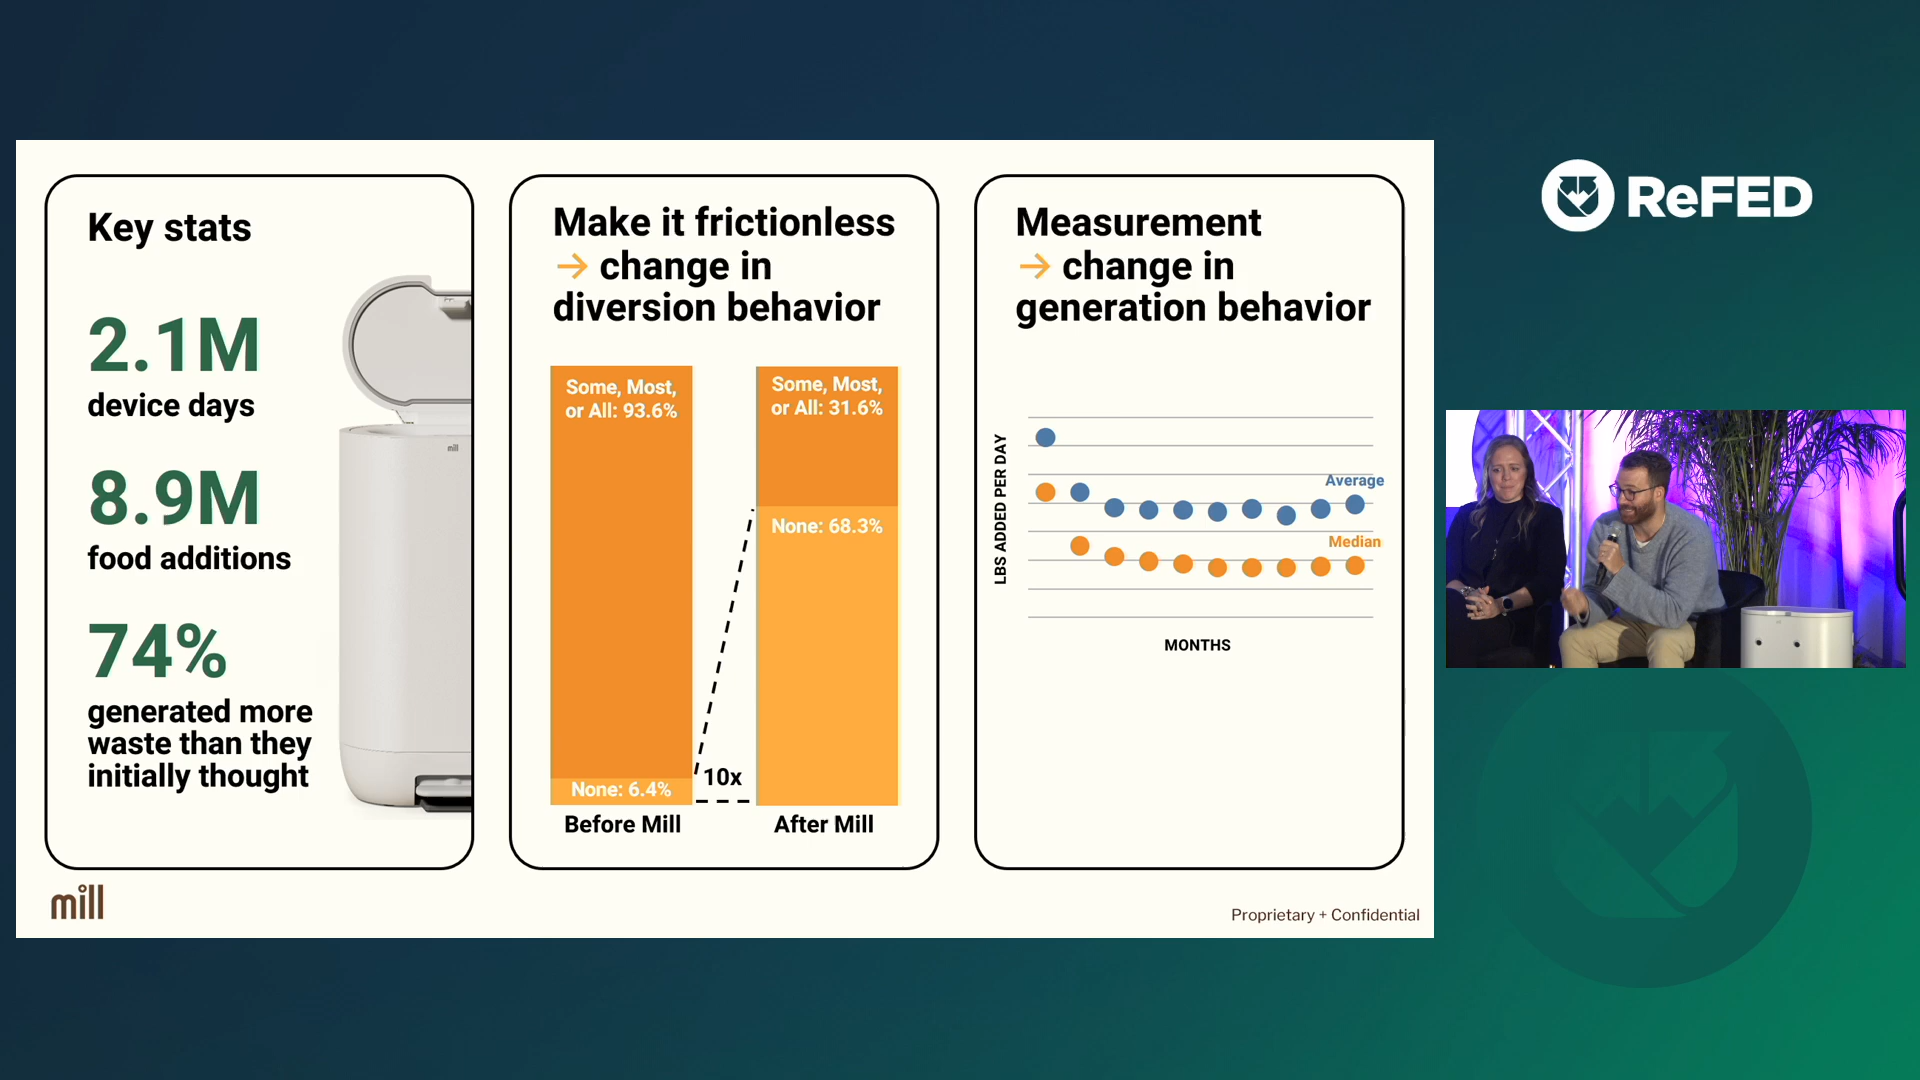 Key stats
2.1M
device days
8.9M
food additions
74%
generated more
waste than they
initially thought
mill
Make it frictionless
→ change in
diversion behavior
Some, Most,
or All: 93.6%
None: 6.4%
Before Mill
10x
Some, Most,
or All: 31.6%
None: 68.3%
After Mill
Measurement
→ change in
generation behavior
LBS ADDED PER DAY
Average
Median
MONTHS
mill
Proprietary + Confidential
ReFED